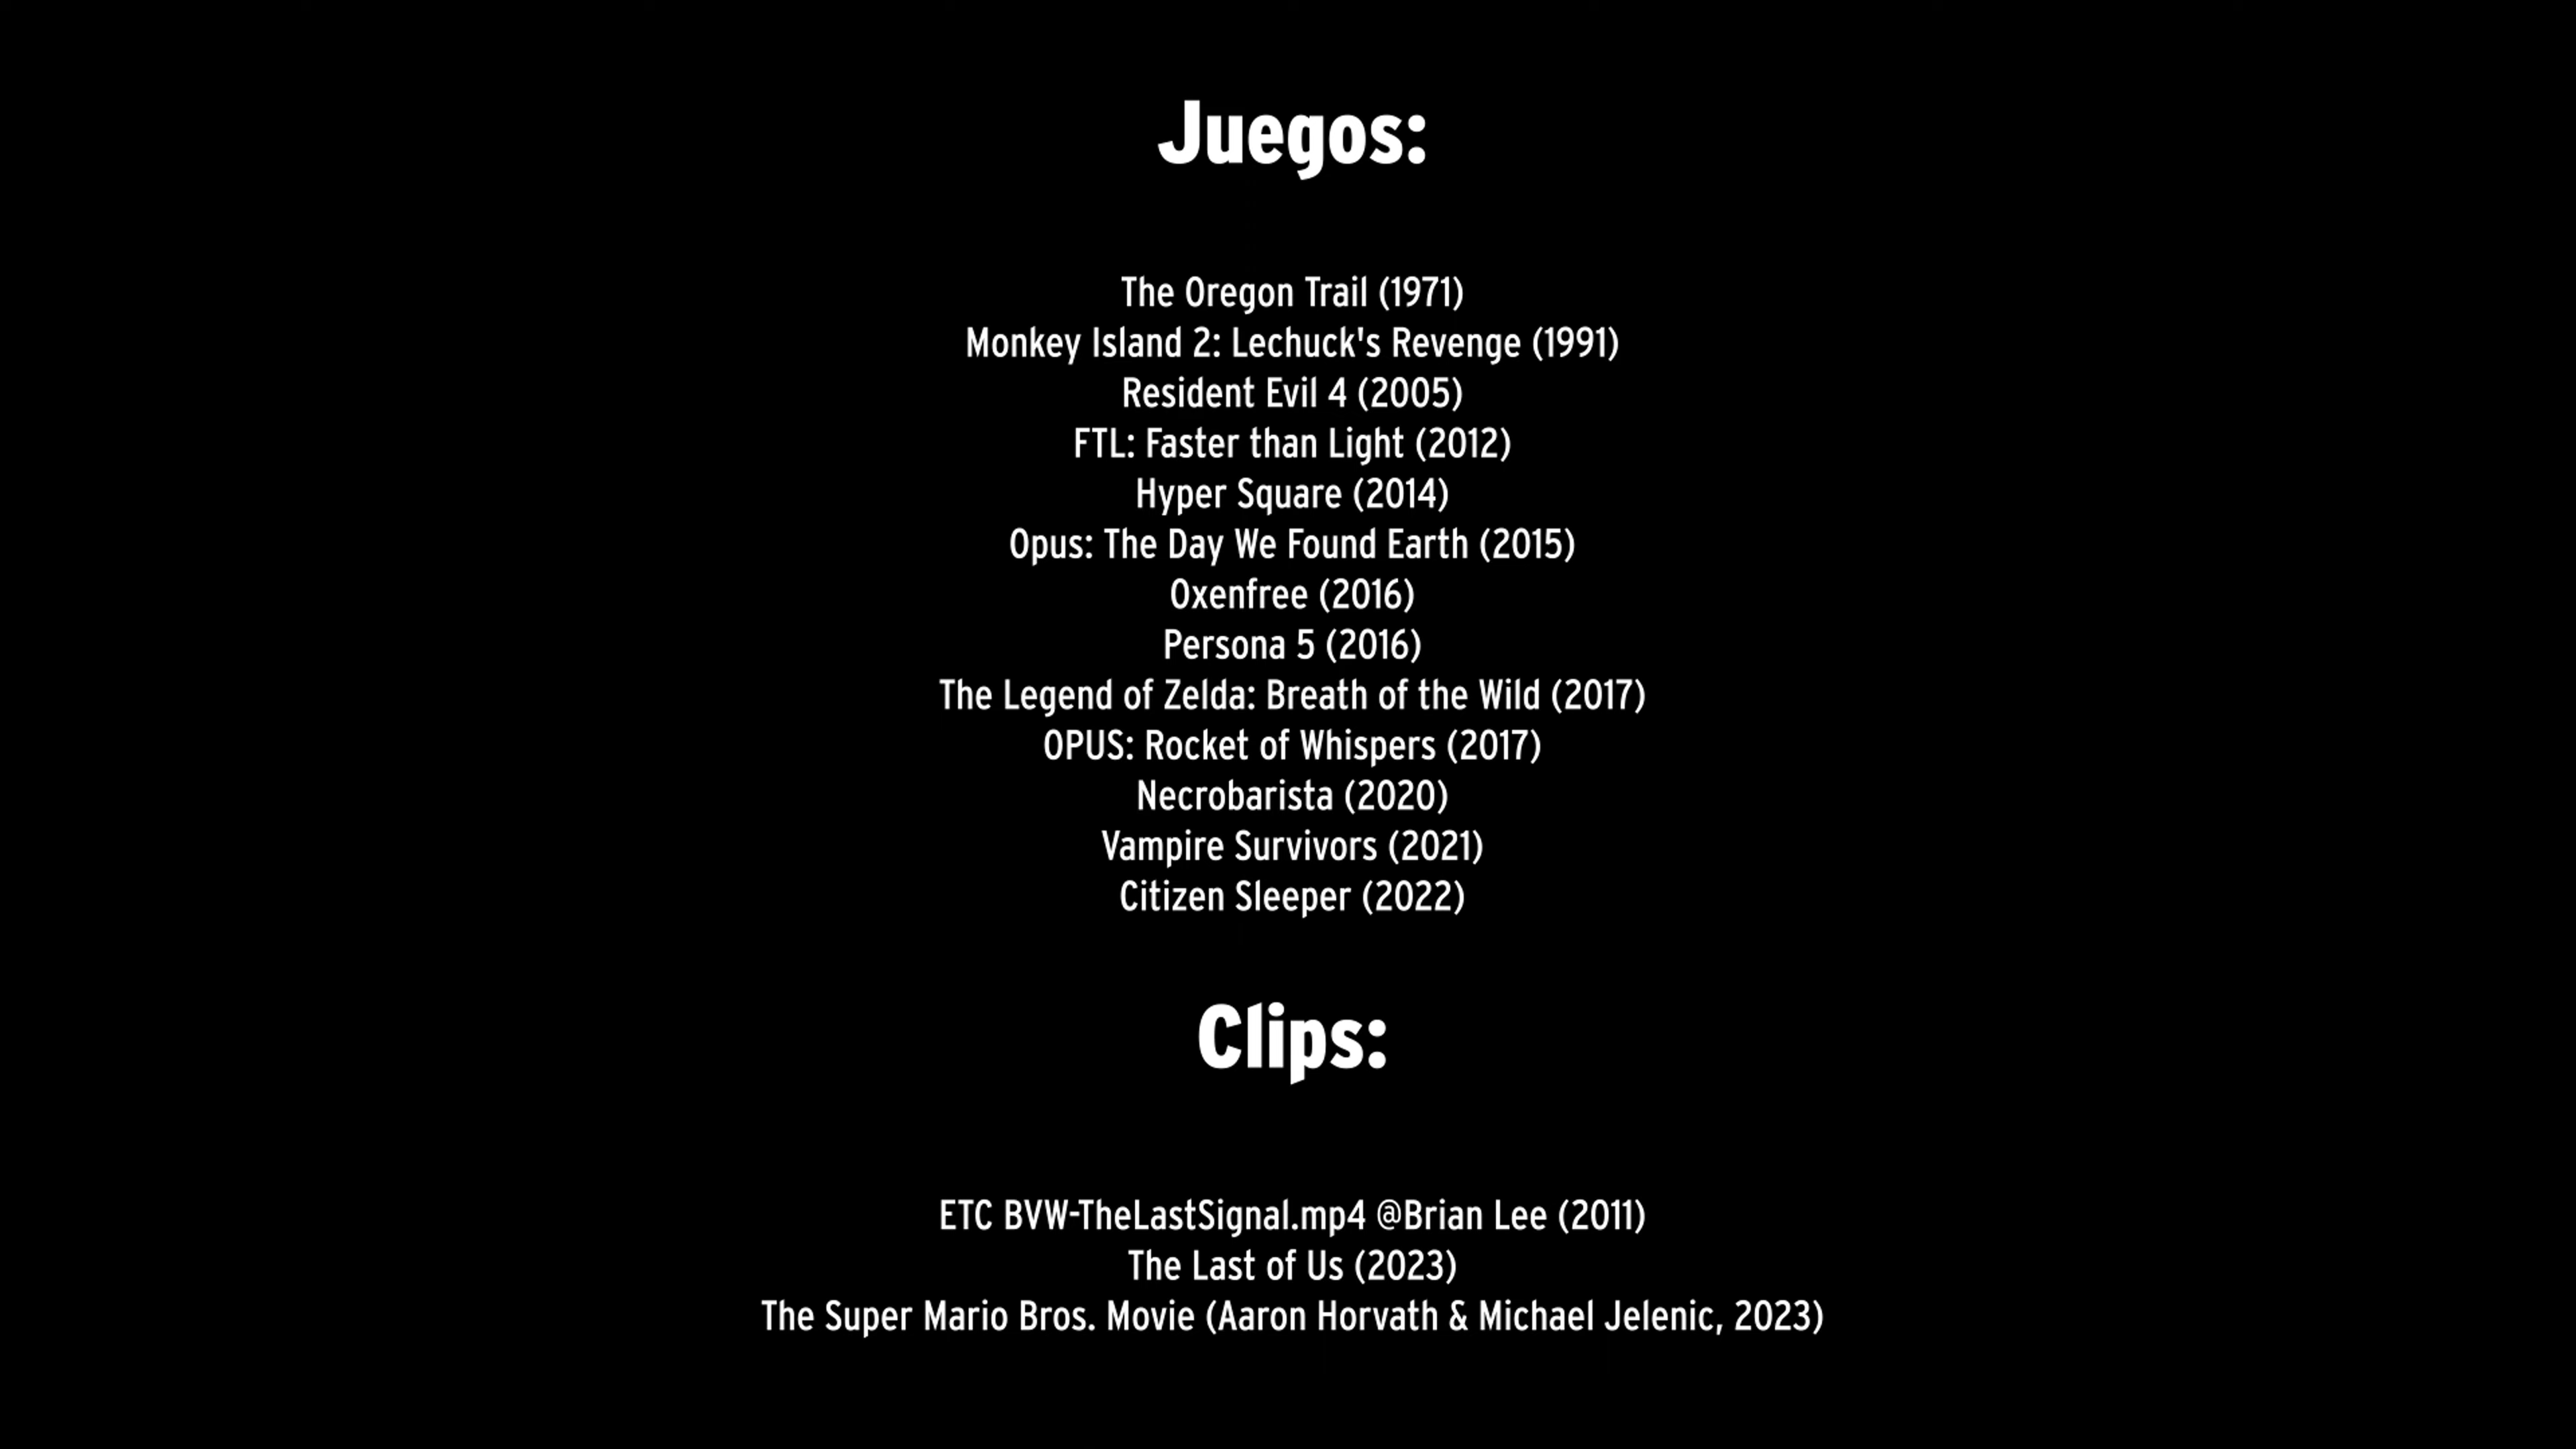 Juegos:
The Oregon Trail (1971)
Monkey Island 2: Lechuck's Revenge (1991)
Resident Evil 4 (2005)
FTL: Faster than Light (2012)
Hyper Square (2014)
Opus: The Day We Found Earth (2015)
Oxenfree (2016)
Persona 5 (2016)
The Legend of Zelda: Breath of the Wild (2017)
OPUS: Rocket of Whispers (2017)
Necrobarista (2020)
Vampire Survivors (2021)
Citizen Sleeper (2022)
Clips:
ETC BVW-TheLastSignal.mp4 @Brian Lee (2011)
The Last of Us (2023)
The Super Mario Bros. Movie (Aaron Horvath & Michael Jelenic, 2023)